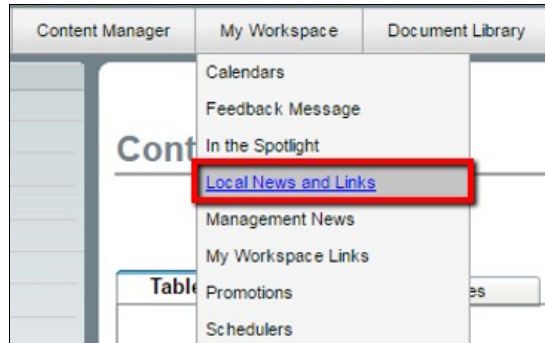 Content Manager My Workspace Document Library
Calendars
Feedback Message
Cont In the Spotlight
Local News and Links
Management News
My Workspace Links
Table Promotions es
Schedulers